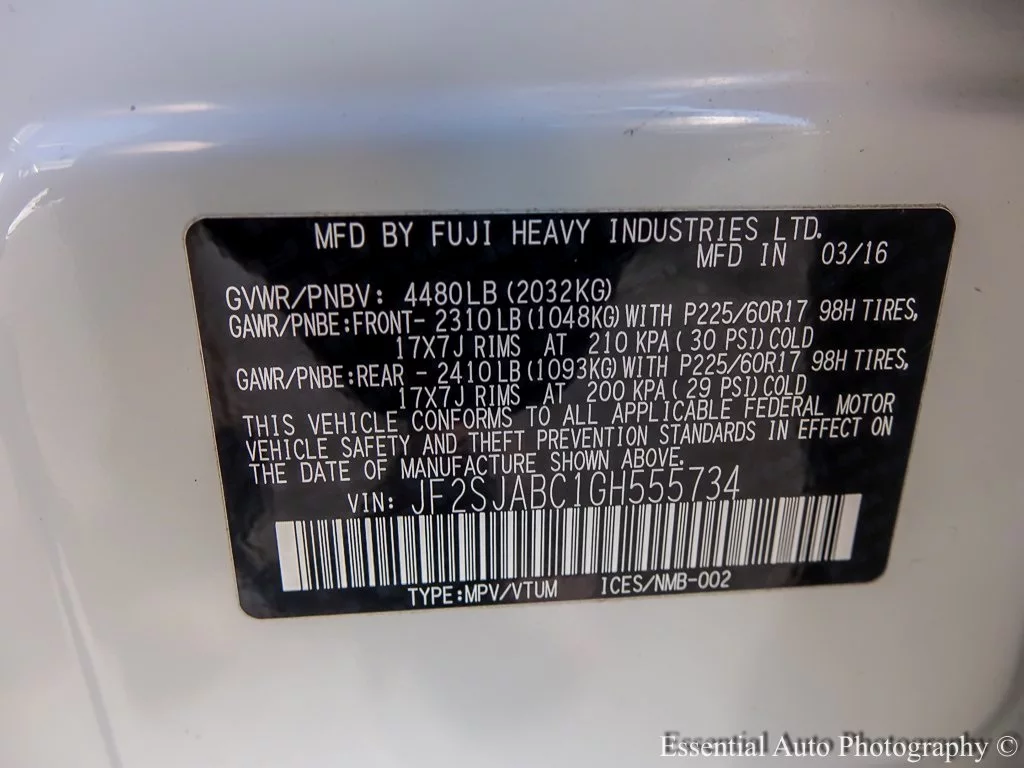 MFD BY FUJI HEAVY INDUSTRIES LTD.
MFD IN 03/16
GVWR/PNBV: 4480LB (2032KG)
GAWR/PNBE:FRONT- 2310LB (1048KG) WITH P225/60R17 98H TIRES,
17X7J RIMS AT 210 KPA ( 30 PSI) COLD
GAWR/PNBE:REAR - 2410LB (1093KG) WITH P225/60R17 98H TIRES,
17X7J RIMS AT 200 KPA ( 29 PSI) COLD
THIS VEHICLE CONFORMS TO ALL APPLICABLE FEDERAL MOTOR
VEHICLE SAFETY AND THEFT PREVENTION STANDARDS IN EFFECT ON
THE DATE OF MANUFACTURE SHOWN ABOVE.
VIN: JF2SJABC1GH555734
TYPE:MPV/VTUM ICES/NMB-002
Essential Auto Photography ©